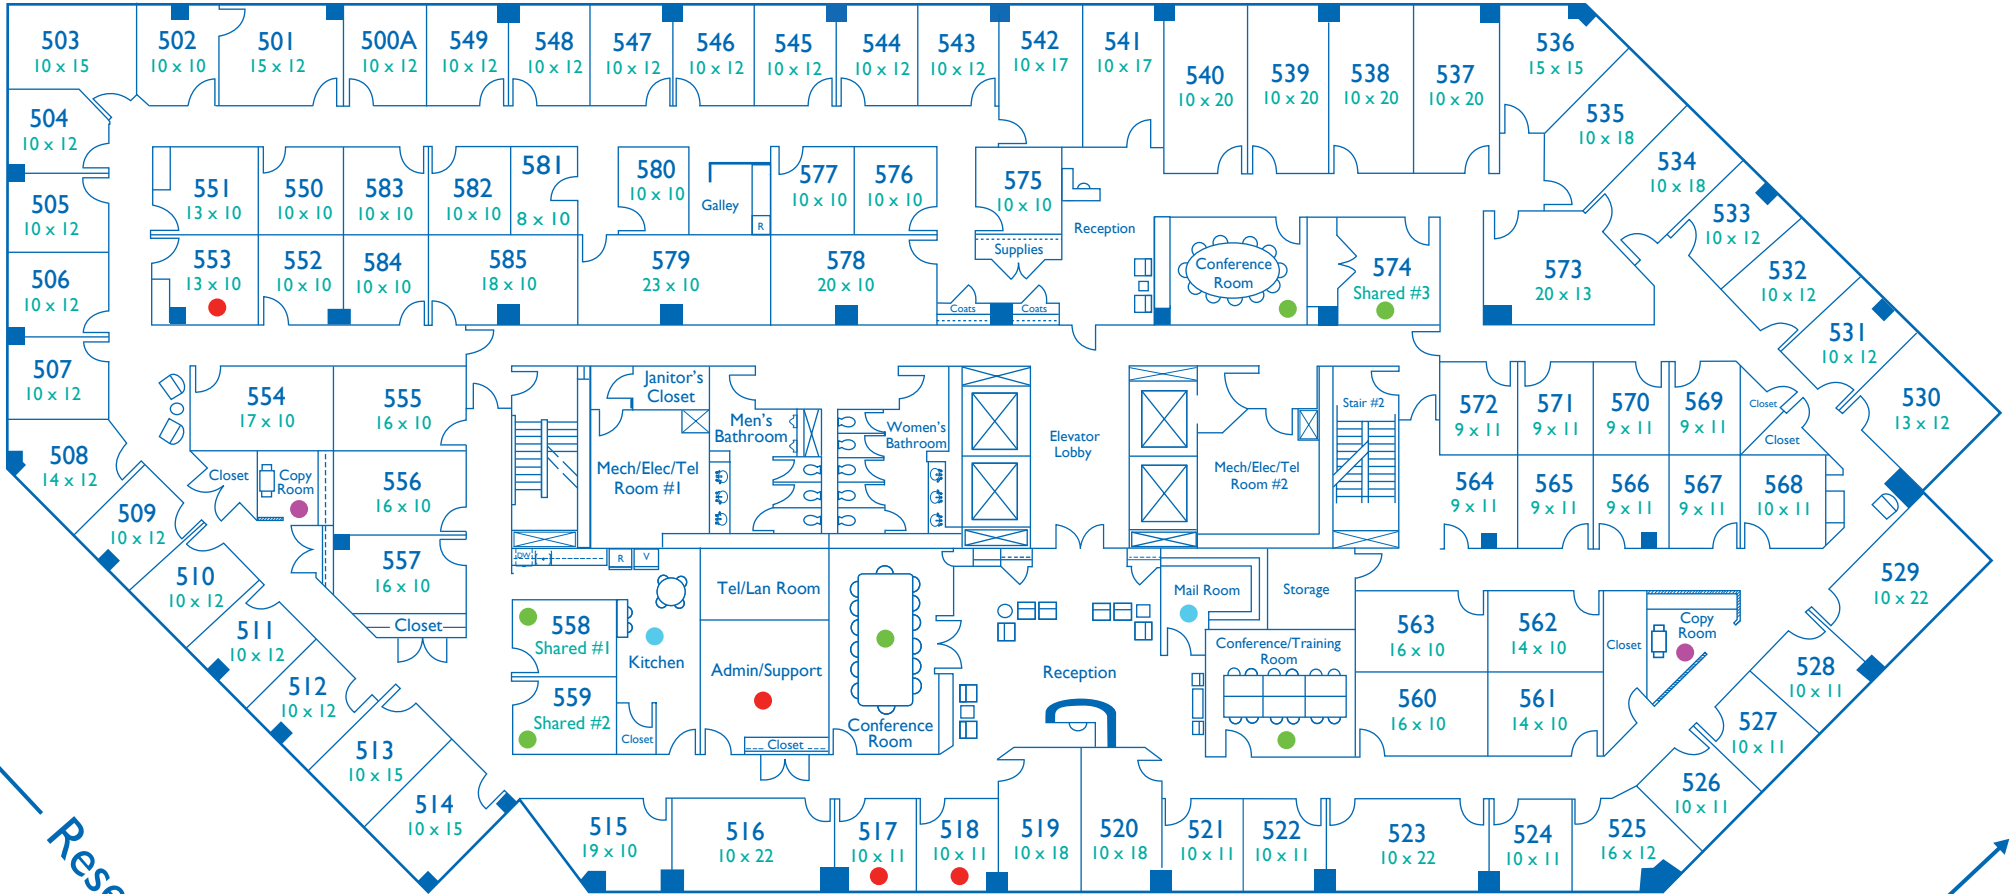 503
10 x 15
502
10 x 10
501
15 x 12
500A
10 x 12
549
10 x 12
548
10 x 12
547
10 x 12
546
10 x 12
545
10 x 12
544
10 x 12
543
10 x 12
542
10 x 17
541
10 x 17
540
10 x 20
539
10 x 20
538
10 x 20
537
10 x 20
536
15 x 15
535
10 x 18
534
10 x 18
533
10 x 12
532
10 x 12
531
10 x 12
530
13 x 12
504
10 x 12
505
10 x 12
506
10 x 12
507
10 x 12
508
14 x 12
509
10 x 12
510
10 x 12
511
10 x 12
512
10 x 12
513
10 x 15
514
10 x 15
551
13 x 10
550
10 x 10
583
10 x 10
582
10 x 10
581
8 x 10
580
10 x 10
Galley
R
577
10 x 10
576
10 x 10
575
10 x 10
Supplies
Reception
553
13 x 10
552
10 x 10
584
10 x 10
585
18 x 10
579
23 x 10
578
20 x 10
Coats
Coats
Conference
Room
574
Shared #3
573
20 x 13
554
17 x 10
555
16 x 10
Closet
Copy
Room
556
16 x 10
557
16 x 10
Closet
Janitor's
Closet
Mech/Elec/Tel
Room #1
Men's
Bathroom
Women's
Bathroom
Elevator
Lobby
Mech/Elec/Tel
Room #2
Stair #2
572
9 x 11
571
9 x 11
570
9 x 11
569
9 x 11
Closet
Closet
564
9 x 11
565
9 x 11
566
9 x 11
567
9 x 11
568
10 x 11
DW
R
V
558
Shared #1
559
Shared #2
Kitchen
Closet
Tel/Lan Room
Admin/Support
Closet
Conference
Room
Reception
Mail Room
Storage
Conference/Training
Room
563
16 x 10
562
14 x 10
560
16 x 10
561
14 x 10
Closet
Copy
Room
529
10 x 22
528
10 x 11
527
10 x 11
526
10 x 11
515
19 x 10
516
10 x 22
517
10 x 11
518
10 x 11
519
10 x 18
520
10 x 18
521
10 x 11
522
10 x 11
523
10 x 22
524
10 x 11
525
16 x 12
Rese